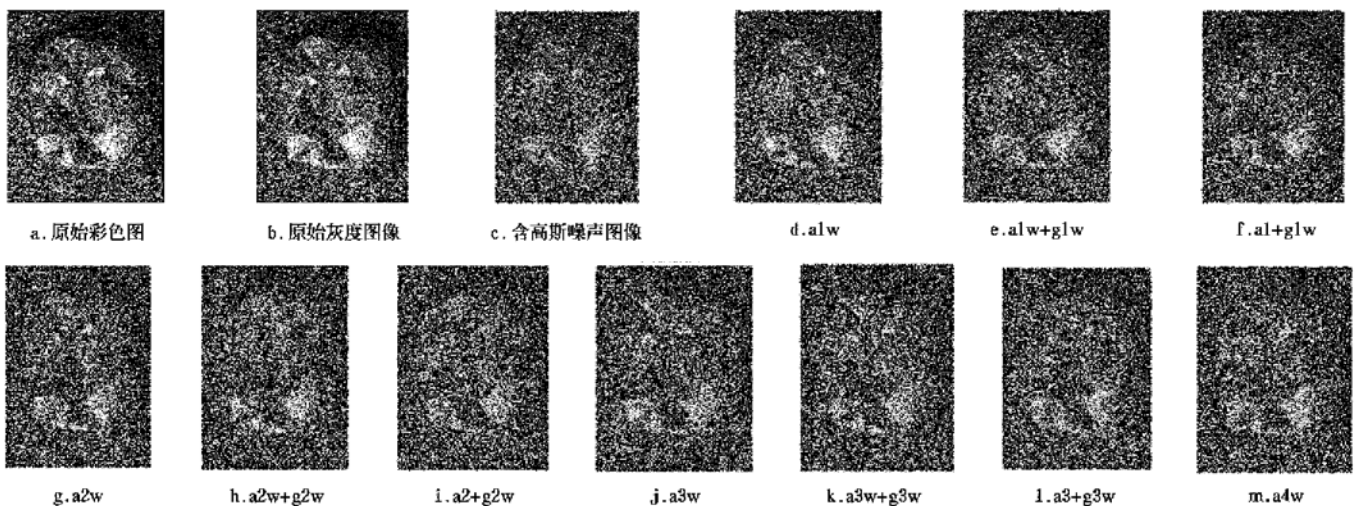 a.原始彩色图 b.原始灰度图像 c.含高斯噪声图像 d.a1w e.a1w+g1w f.a1+g1w
g.a2w h.a2w+g2w i.a2+g2w j.a3w k.a3w+g3w l.a3+g3w m.a4w